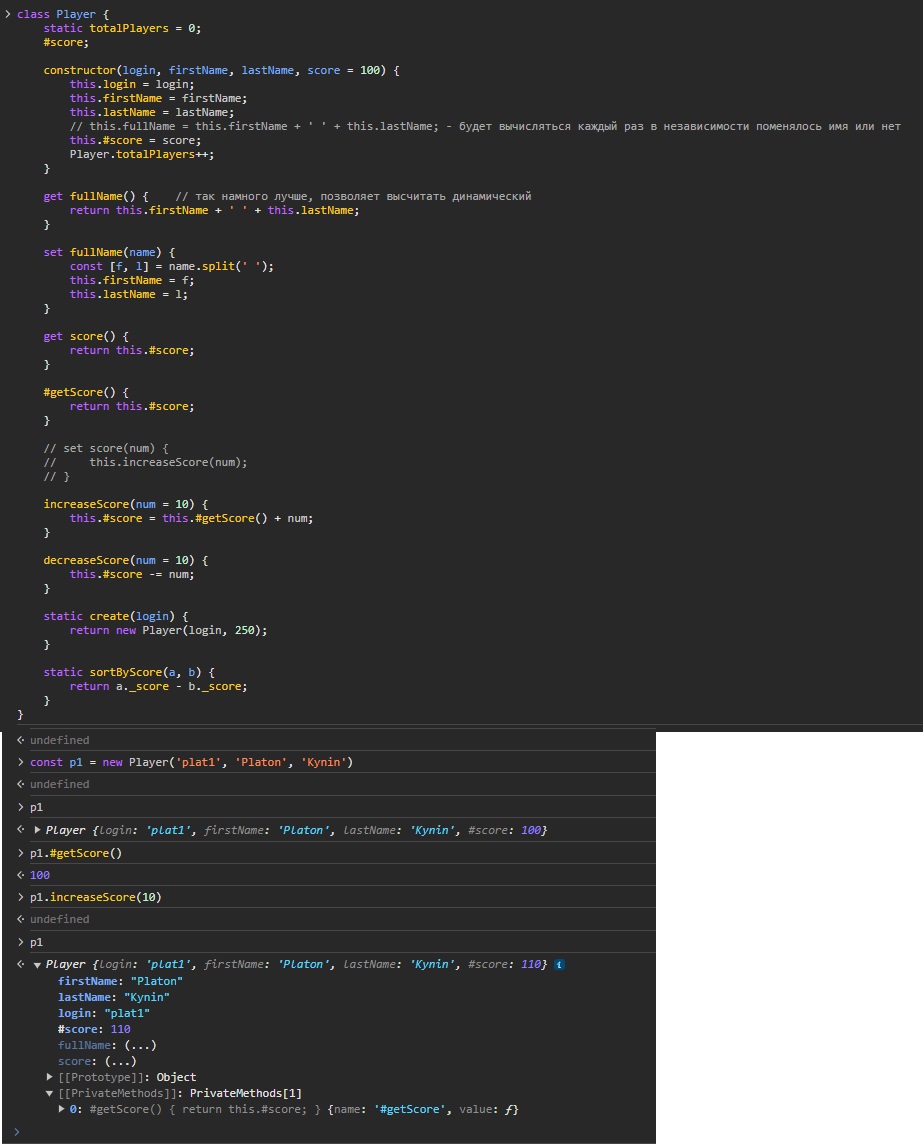 > class Player {
    static totalPlayers = 0;
    #score;

    constructor(login, firstName, lastName, score = 100) {
        this.login = login;
        this.firstName = firstName;
        this.lastName = lastName;
        // this.fullName = this.firstName + ' ' + this.lastName; - будет вычисляться каждый раз в независимости поменялось имя или нет
        this.#score = score;
        Player.totalPlayers++;
    }

    get fullName() {    // так намного лучше, позволяет высчитать динамический
        return this.firstName + ' ' + this.lastName;
    }

    set fullName(name) {
        const [f, l] = name.split(' ');
        this.firstName = f;
        this.lastName = l;
    }

    get score() {
        return this.#score;
    }

    #getScore() {
        return this.#score;
    }

    // set score(num) {
    //     this.increaseScore(num);
    // }

    increaseScore(num = 10) {
        this.#score = this.#getScore() + num;
    }

    decreaseScore(num = 10) {
        this.#score -= num;
    }

    static create(login) {
        return new Player(login, 250);
    }

    static sortByScore(a, b) {
        return a._score - b._score;
    }
}
undefined
> const p1 = new Player('plat1', 'Platon', 'Kynin')
undefined
> p1
▶ Player {login: 'plat1', firstName: 'Platon', lastName: 'Kynin', #score: 100}
> p1.#getScore()
100
> p1.increaseScore(10)
undefined
> p1
▼ Player {login: 'plat1', firstName: 'Platon', lastName: 'Kynin', #score: 110} i
firstName: "Platon"
lastName: "Kynin"
login: "plat1"
#score: 110
fullName: (...)
score: (...)
▶ [[Prototype]]: Object
▼ [[PrivateMethods]]: PrivateMethods[1]
▶ 0: #getScore() { return this.#score; } {name: '#getScore', value: ƒ}
>